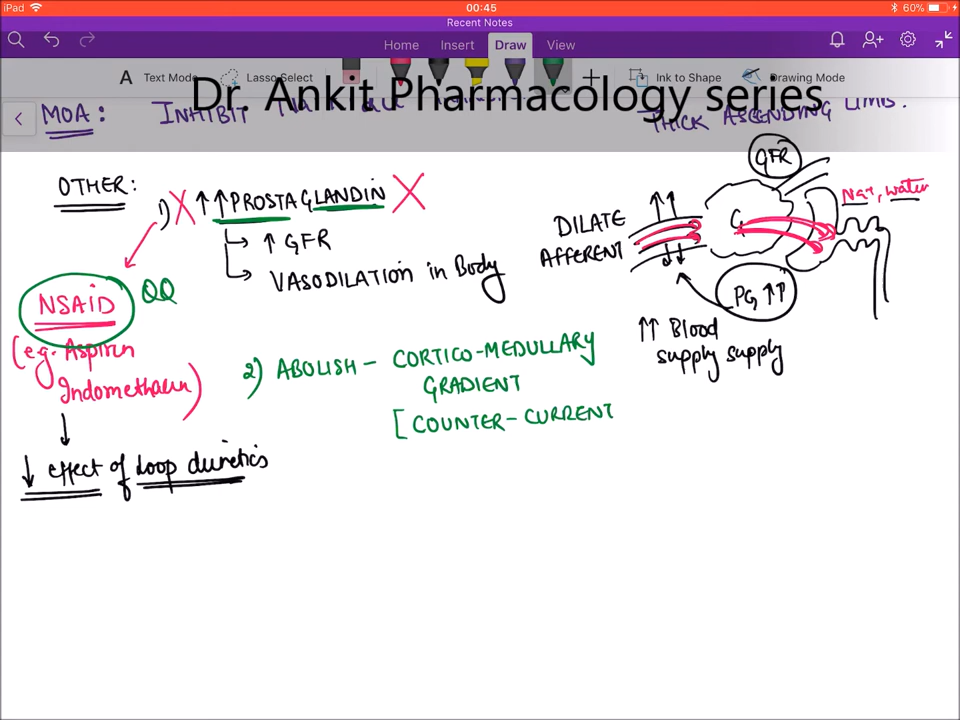 iPad
00:45
60%
Recent Notes
Home Insert Draw View
Text Mode Lasso Select Ink to Shape Drawing Mode
Dr. Ankit Pharmacology series
MOA: INHIBIT
THICK ASCENDING LIMB.
OTHER:
1) X ↑↑ PROSTAGLANDIN X
↳ ↑ GFR
↳ VASODILATION in Body
NSAiD QQ
(eg. Aspirin
Indomethacin)
↓
↓ effect of loop diuretics
2) ABOLISH - CORTICO-MEDULLARY
GRADIENT
[COUNTER-CURRENT
GFR
Na+, water
DILATE
AFFERENT
↑↑
G
↓↓
PG ↑↑
↑↑ Blood
supply supply